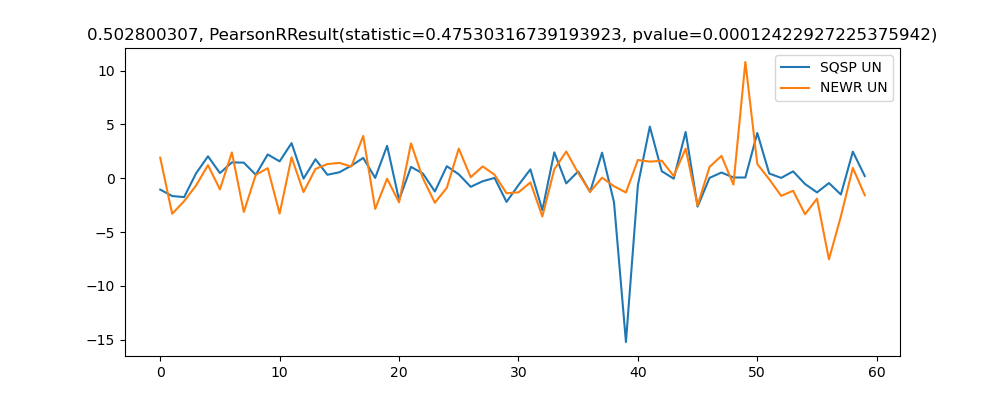 0.502800307, PearsonRResult(statistic=0.47530316739193923, pvalue=0.00012422927225375942)
SQSP UN
NEWR UN
10
5
0
−5
−10
−15
0 10 20 30 40 50 60